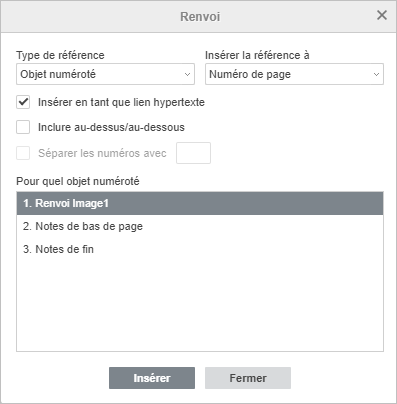 Renvoi
Type de référence
Insérer la référence à
Objet numéroté
Numéro de page
Insérer en tant que lien hypertexte
Inclure au-dessus/au-dessous
Séparer les numéros avec
Pour quel objet numéroté
1. Renvoi Image1
2. Notes de bas de page
3. Notes de fin
Insérer
Fermer